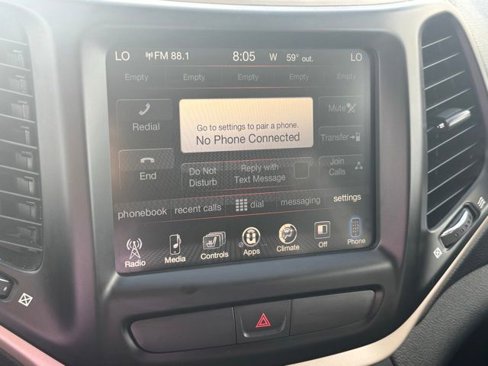 LO FM 88.1 8:05 W 59° out. LO
Empty Empty Empty Empty Empty
Redial
Go to settings to pair a phone.
No Phone Connected
Mute
Transfer
End
Do Not
Disturb
Reply with
Text Message
Join
Calls
phonebook recent calls dial messaging settings
Radio Media Controls Apps Climate Off Phone